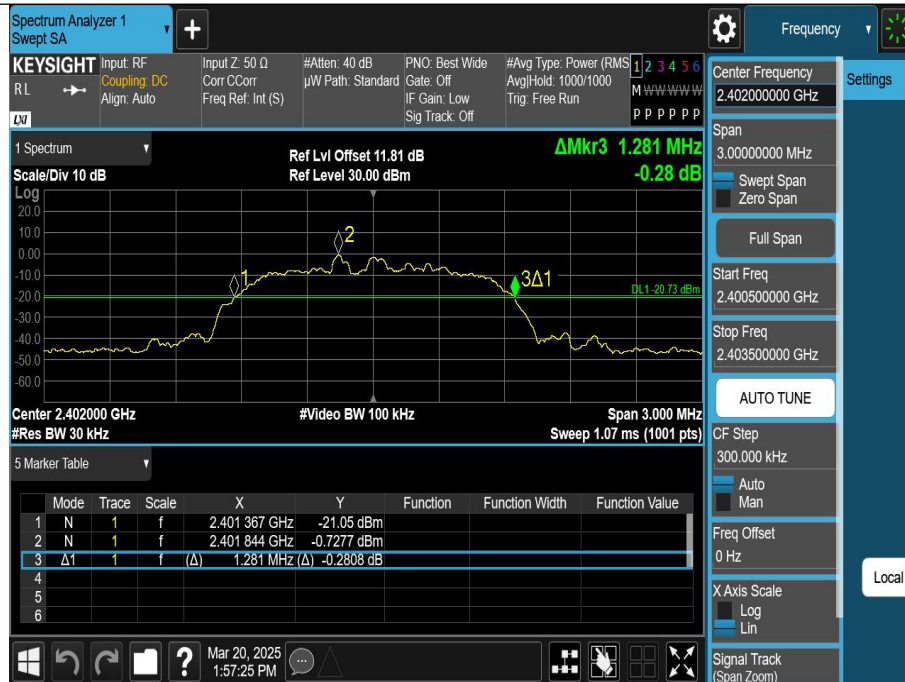 Spectrum Analyzer 1
Swept SA
Frequency
KEYSIGHT
RL
LXI
Input: RF
Coupling: DC
Align: Auto
Input Z: 50 Ω
Corr CCorr
Freq Ref: Int (S)
#Atten: 40 dB
µW Path: Standard
PNO: Best Wide
Gate: Off
IF Gain: Low
Sig Track: Off
#Avg Type: Power (RMS
Avg|Hold: 1000/1000
Trig: Free Run
1 2 3 4 5 6
M W W W W W
P P P P P P
1 Spectrum
Scale/Div 10 dB
Ref Lvl Offset 11.81 dB
Ref Level 30.00 dBm
ΔMkr3 1.281 MHz
-0.28 dB
Log
20.0
10.0
0.00
-10.0
-20.0
-30.0
-40.0
-50.0
-60.0
1
2
3Δ1
DL1 -20.73 dBm
Center 2.402000 GHz
#Video BW 100 kHz
Span 3.000 MHz
#Res BW 30 kHz
Sweep 1.07 ms (1001 pts)
5 Marker Table
Mode Trace Scale X Y Function Function Width Function Value
1 N 1 f 2.401 367 GHz -21.05 dBm
2 N 1 f 2.401 844 GHz -0.7277 dBm
3 Δ1 1 f (Δ) 1.281 MHz (Δ) -0.2808 dB
4
5
6
?
Mar 20, 2025
1:57:25 PM
Center Frequency
2.402000000 GHz
Span
3.00000000 MHz
Swept Span
Zero Span
Full Span
Start Freq
2.400500000 GHz
Stop Freq
2.403500000 GHz
AUTO TUNE
CF Step
300.000 kHz
Auto
Man
Freq Offset
0 Hz
X Axis Scale
Log
Lin
Signal Track
(Span Zoom)
Settings
Local